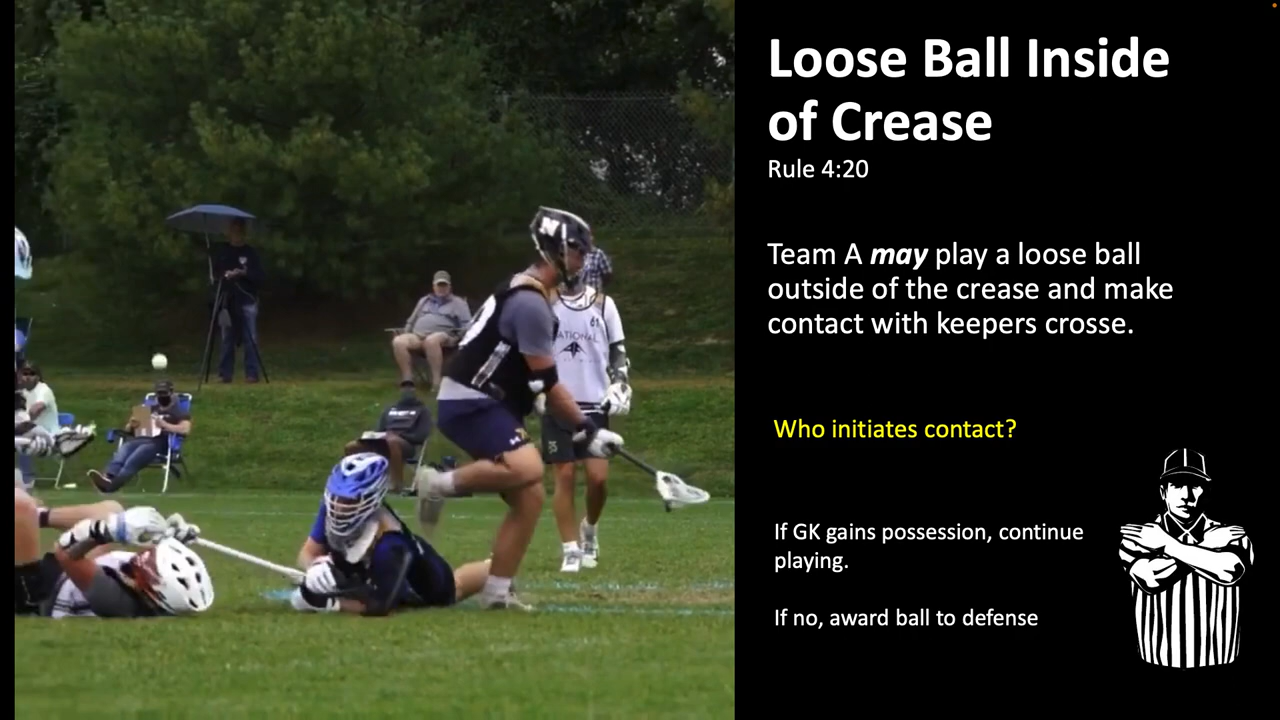 Loose Ball Inside
of Crease
Rule 4:20
Team A may play a loose ball
outside of the crease and make
contact with keepers crosse.
Who initiates contact?
If GK gains possession, continue
playing.
If no, award ball to defense
N
61